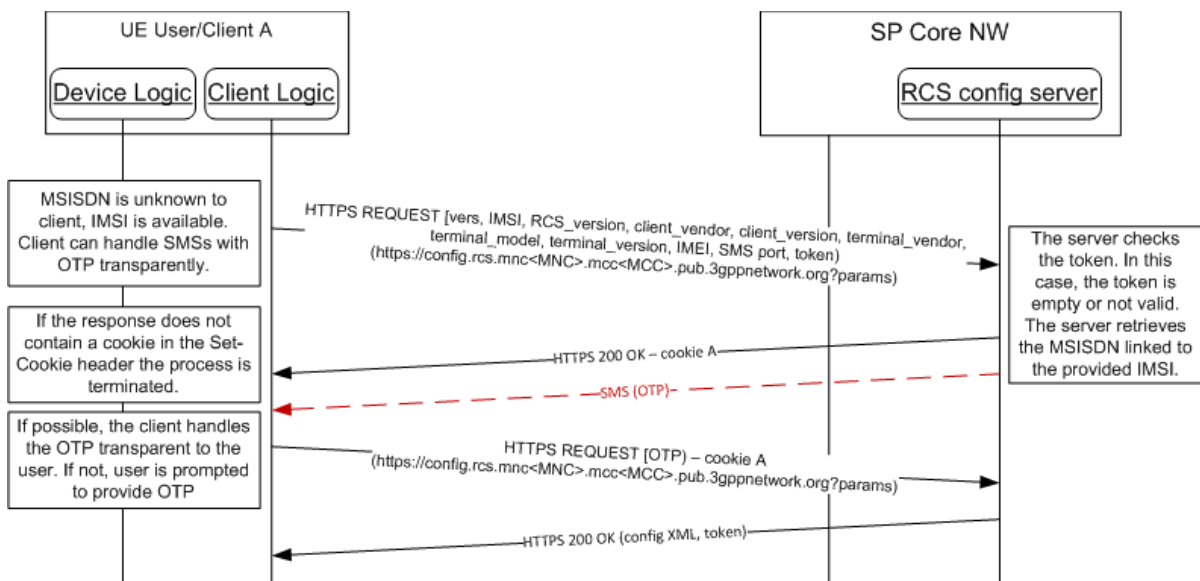 UE User/Client A
SP Core NW
Device Logic
Client Logic
RCS config server
MSISDN is unknown to
client, IMSI is available.
Client can handle SMSs with
OTP transparently.
HTTPS REQUEST [vers, IMSI, RCS_version, client_vendor, client_version, terminal_vendor,
terminal_model, terminal_version, IMEI, SMS port, token)
(https://config.rcs.mnc<MNC>.mcc<MCC>.pub.3gppnetwork.org?params)
The server checks
the token. In this
case, the token is
empty or not valid.
The server retrieves
the MSISDN linked to
the provided IMSI.
If the response does not
contain a cookie in the Set-
Cookie header the process is
terminated.
HTTPS 200 OK – cookie A
SMS (OTP)
If possible, the client handles
the OTP transparent to the
user. If not, user is prompted
to provide OTP
HTTPS REQUEST [OTP) – cookie A
(https://config.rcs.mnc<MNC>.mcc<MCC>.pub.3gppnetwork.org?params)
HTTPS 200 OK (config XML, token)